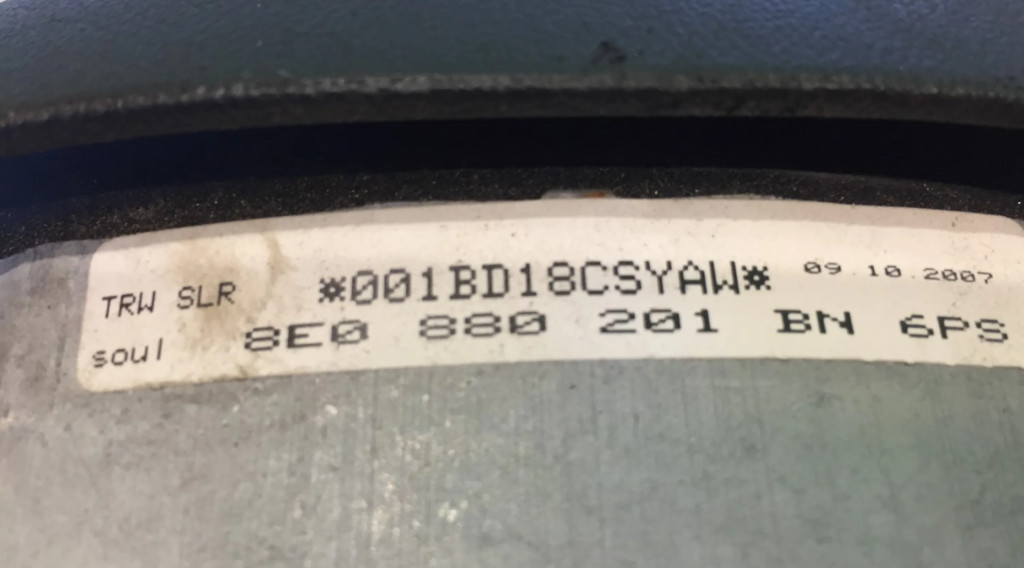 TRW SLR *001BD18CSYAW* 09.10.2007
soul 8E0 880 201 BN 6PS